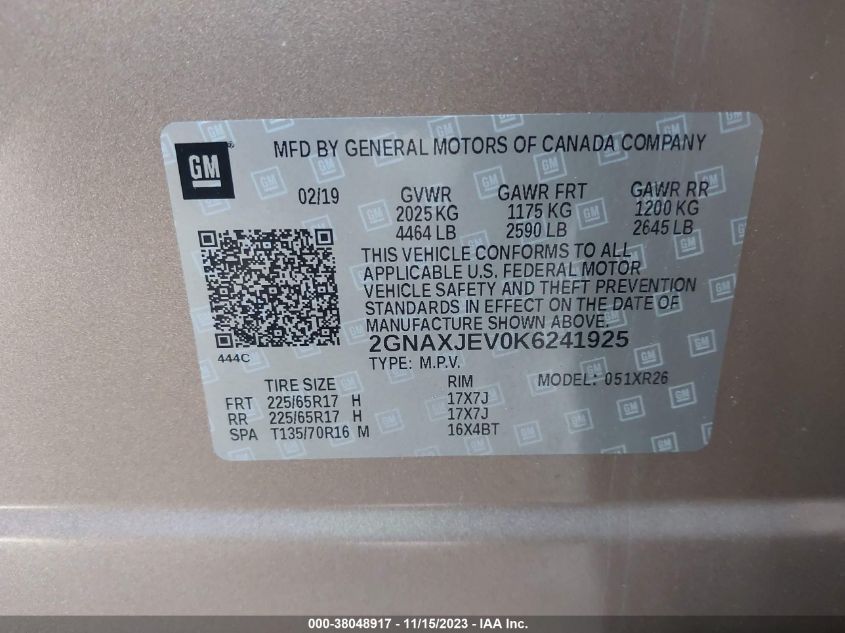 GM
MFD BY GENERAL MOTORS OF CANADA COMPANY
02/19 GVWR GAWR FRT GAWR RR
2025 KG 1175 KG 1200 KG
4464 LB 2590 LB 2645 LB
THIS VEHICLE CONFORMS TO ALL
APPLICABLE U.S. FEDERAL MOTOR
VEHICLE SAFETY AND THEFT PREVENTION
STANDARDS IN EFFECT ON THE DATE OF
MANUFACTURE SHOWN ABOVE.
444C
2GNAXJEV0K6241925
TYPE: M.P.V.
TIRE SIZE RIM MODEL: 051XR26
FRT 225/65R17 H 17X7J
RR 225/65R17 H 17X7J
SPA T135/70R16 M 16X4BT
000-38048917 - 11/15/2023 - IAA Inc.